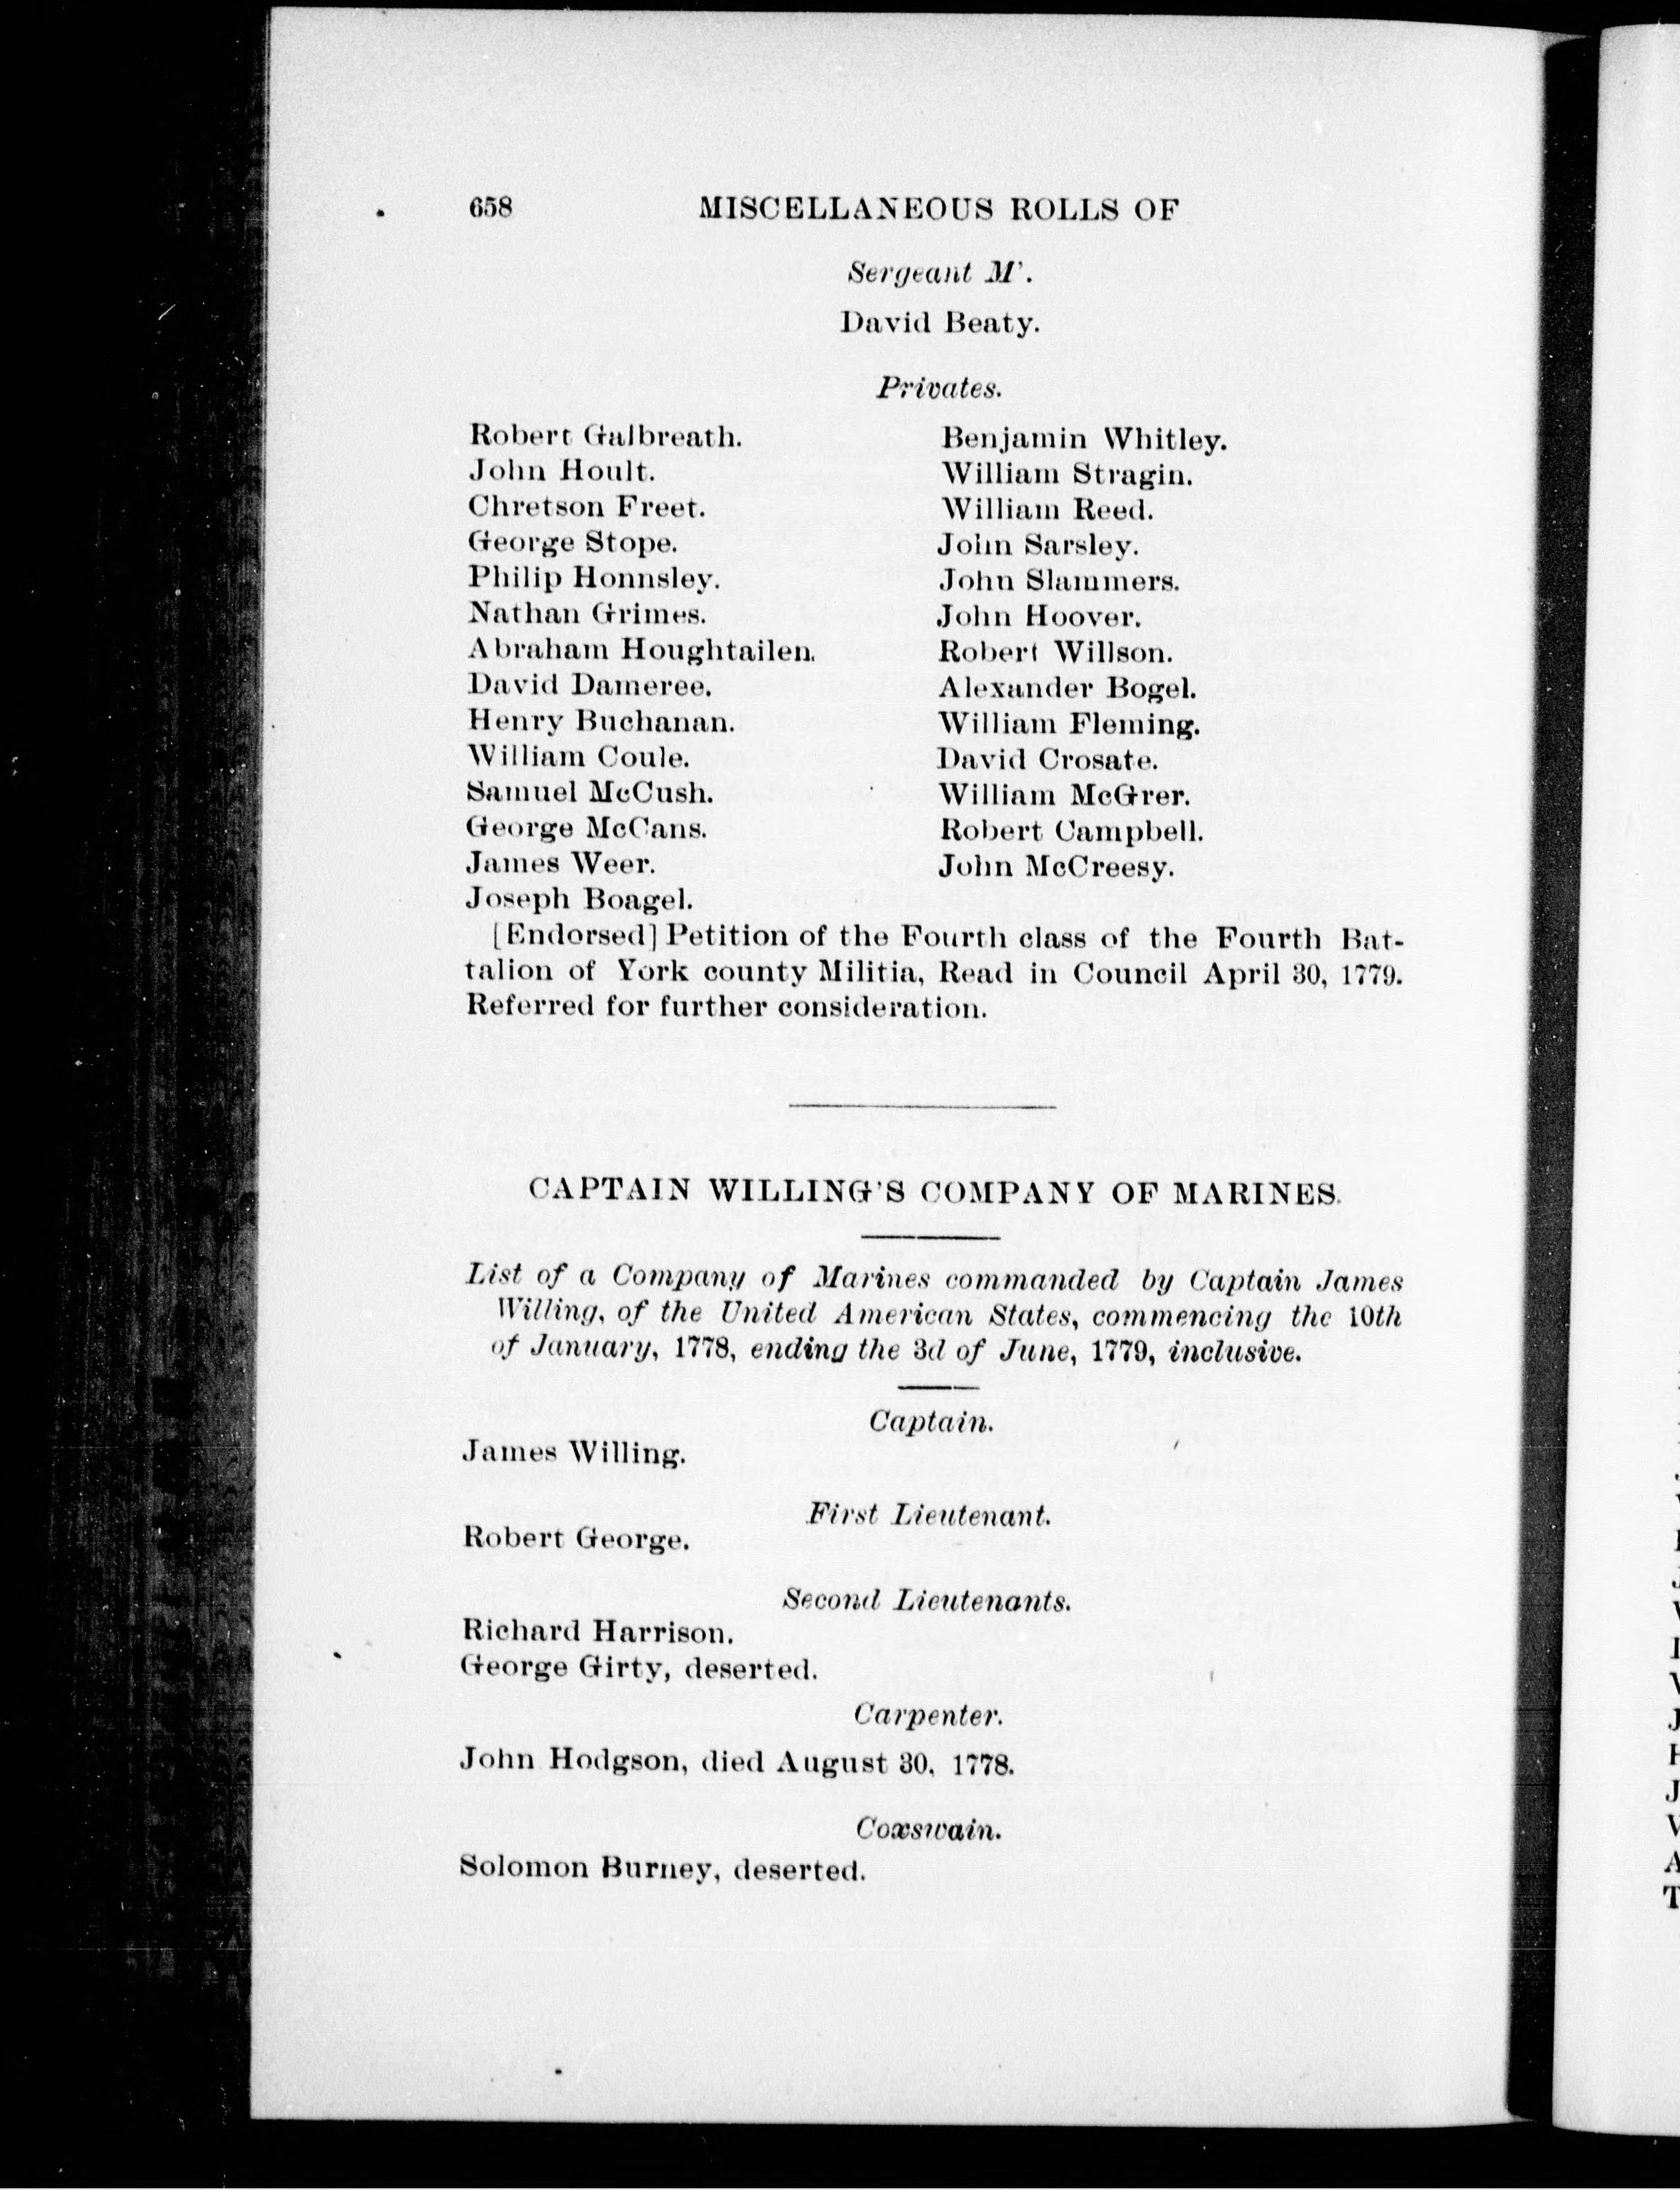 658 MISCELLANEOUS ROLLS OF
Sergeant M'.
David Beaty.
Privates.
Robert Galbreath.
John Hoult.
Chretson Freet.
George Stope.
Philip Honnsley.
Nathan Grimes.
Abraham Houghtailen.
David Dameree.
Henry Buchanan.
William Coule.
Samuel McCush.
George McCans.
James Weer.
Joseph Boagel.
Benjamin Whitley.
William Stragin.
William Reed.
John Sarsley.
John Slammers.
John Hoover.
Robert Willson.
Alexander Bogel.
William Fleming.
David Crosate.
William McGrer.
Robert Campbell.
John McCreesy.
[Endorsed] Petition of the Fourth class of the Fourth Bat-
talion of York county Militia, Read in Council April 30, 1779.
Referred for further consideration.
CAPTAIN WILLING'S COMPANY OF MARINES.
List of a Company of Marines commanded by Captain James
Willing, of the United American States, commencing the 10th
of January, 1778, ending the 3d of June, 1779, inclusive.
Captain.
James Willing.
First Lieutenant.
Robert George.
Second Lieutenants.
Richard Harrison.
George Girty, deserted.
Carpenter.
John Hodgson, died August 30, 1778.
Coxswain.
Solomon Burney, deserted.